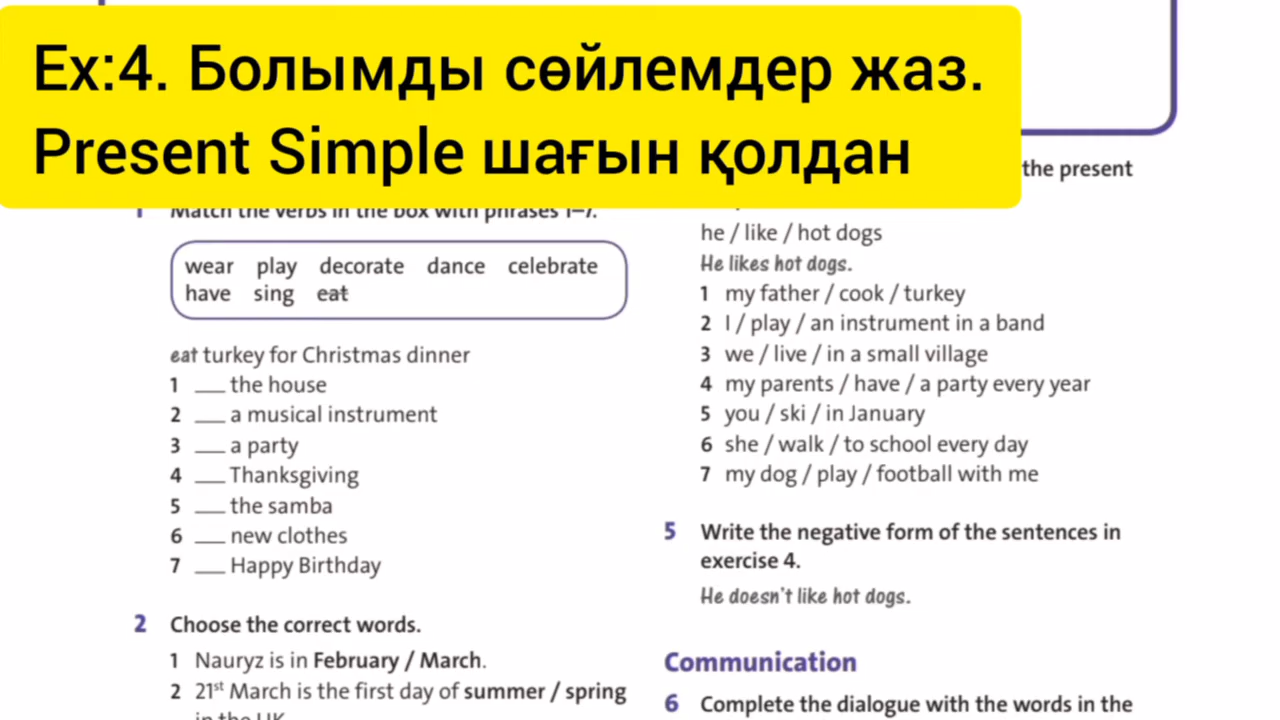 Ex:4. Болымды сөйлемдер жаз.
Present Simple шағын қолдан
1 Match the verbs in the box with phrases 1–7.
wear play decorate dance celebrate
have sing eat
eat turkey for Christmas dinner
1 ___ the house
2 ___ a musical instrument
3 ___ a party
4 ___ Thanksgiving
5 ___ the samba
6 ___ new clothes
7 ___ Happy Birthday
2 Choose the correct words.
1 Nauryz is in February / March.
2 21st March is the first day of summer / spring
in the UK.
the present
he / like / hot dogs
He likes hot dogs.
1 my father / cook / turkey
2 I / play / an instrument in a band
3 we / live / in a small village
4 my parents / have / a party every year
5 you / ski / in January
6 she / walk / to school every day
7 my dog / play / football with me
5 Write the negative form of the sentences in
exercise 4.
He doesn't like hot dogs.
Communication
6 Complete the dialogue with the words in the